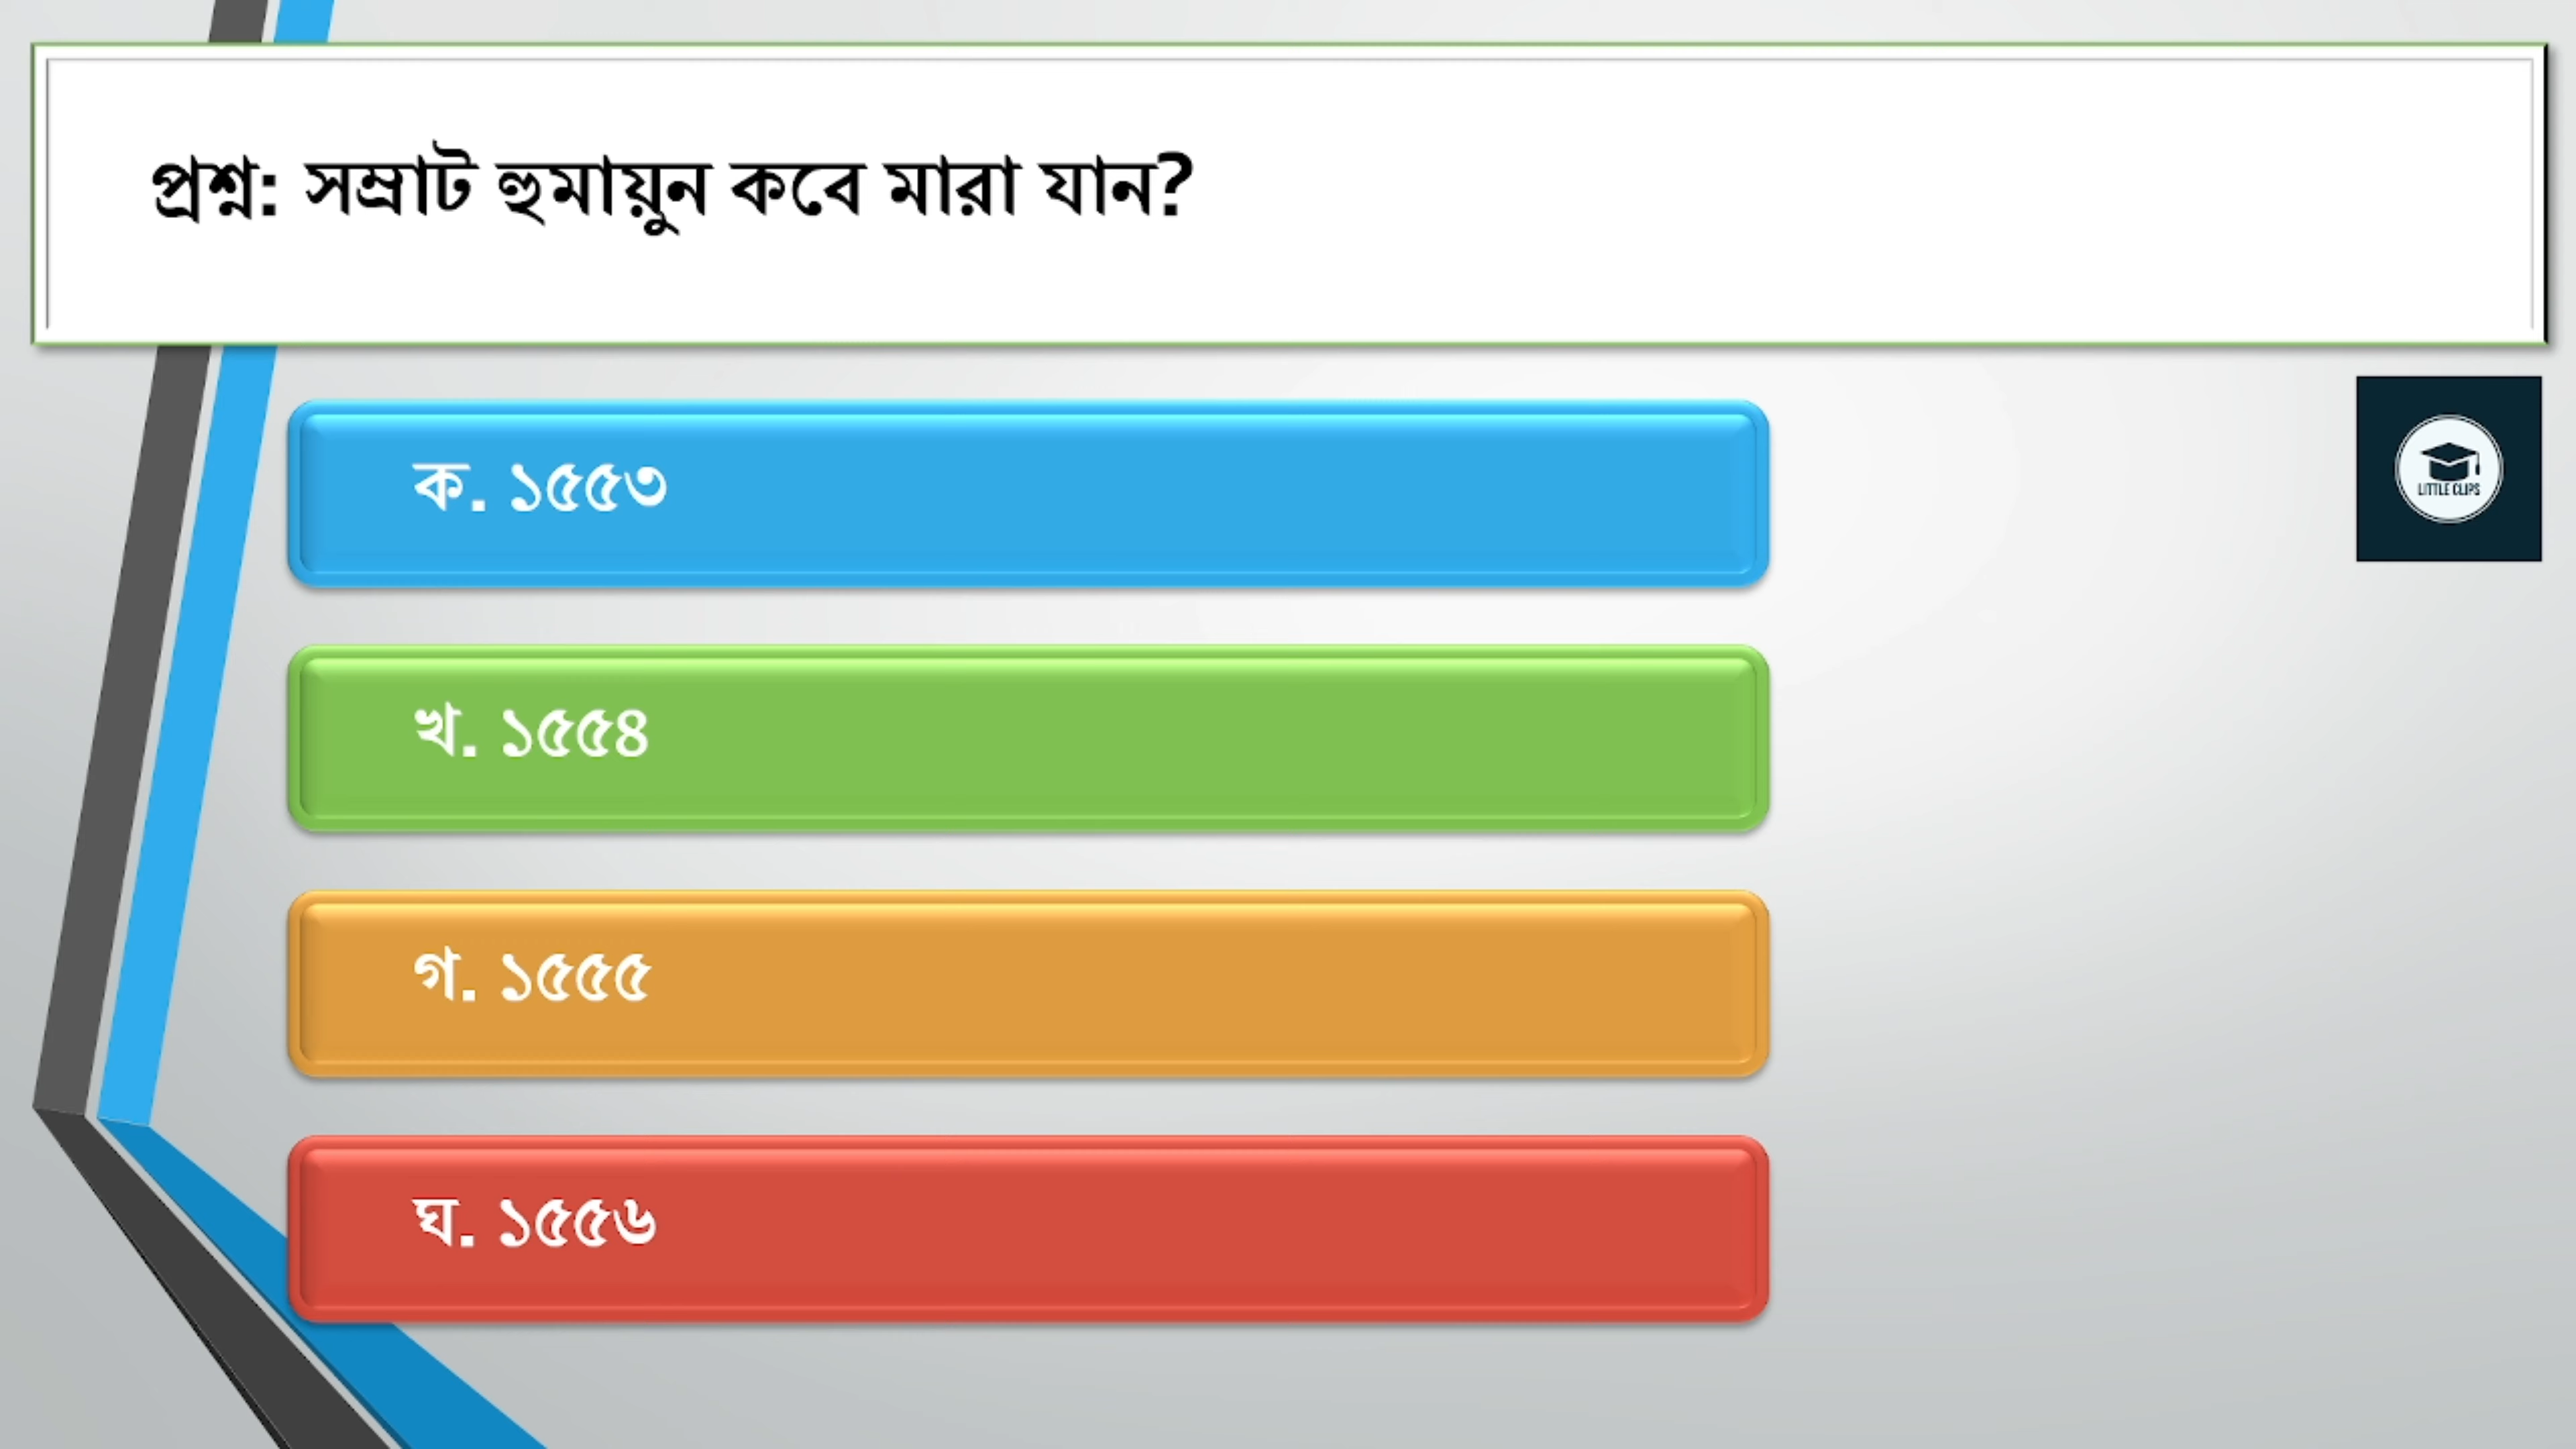 প্রশ্ন: সম্রাট হুমায়ুন কবে মারা যান?
ক. ১৫৫৩
LITTLE CLIPS
খ. ১৫৫৪
গ. ১৫৫৫
ঘ. ১৫৫৬